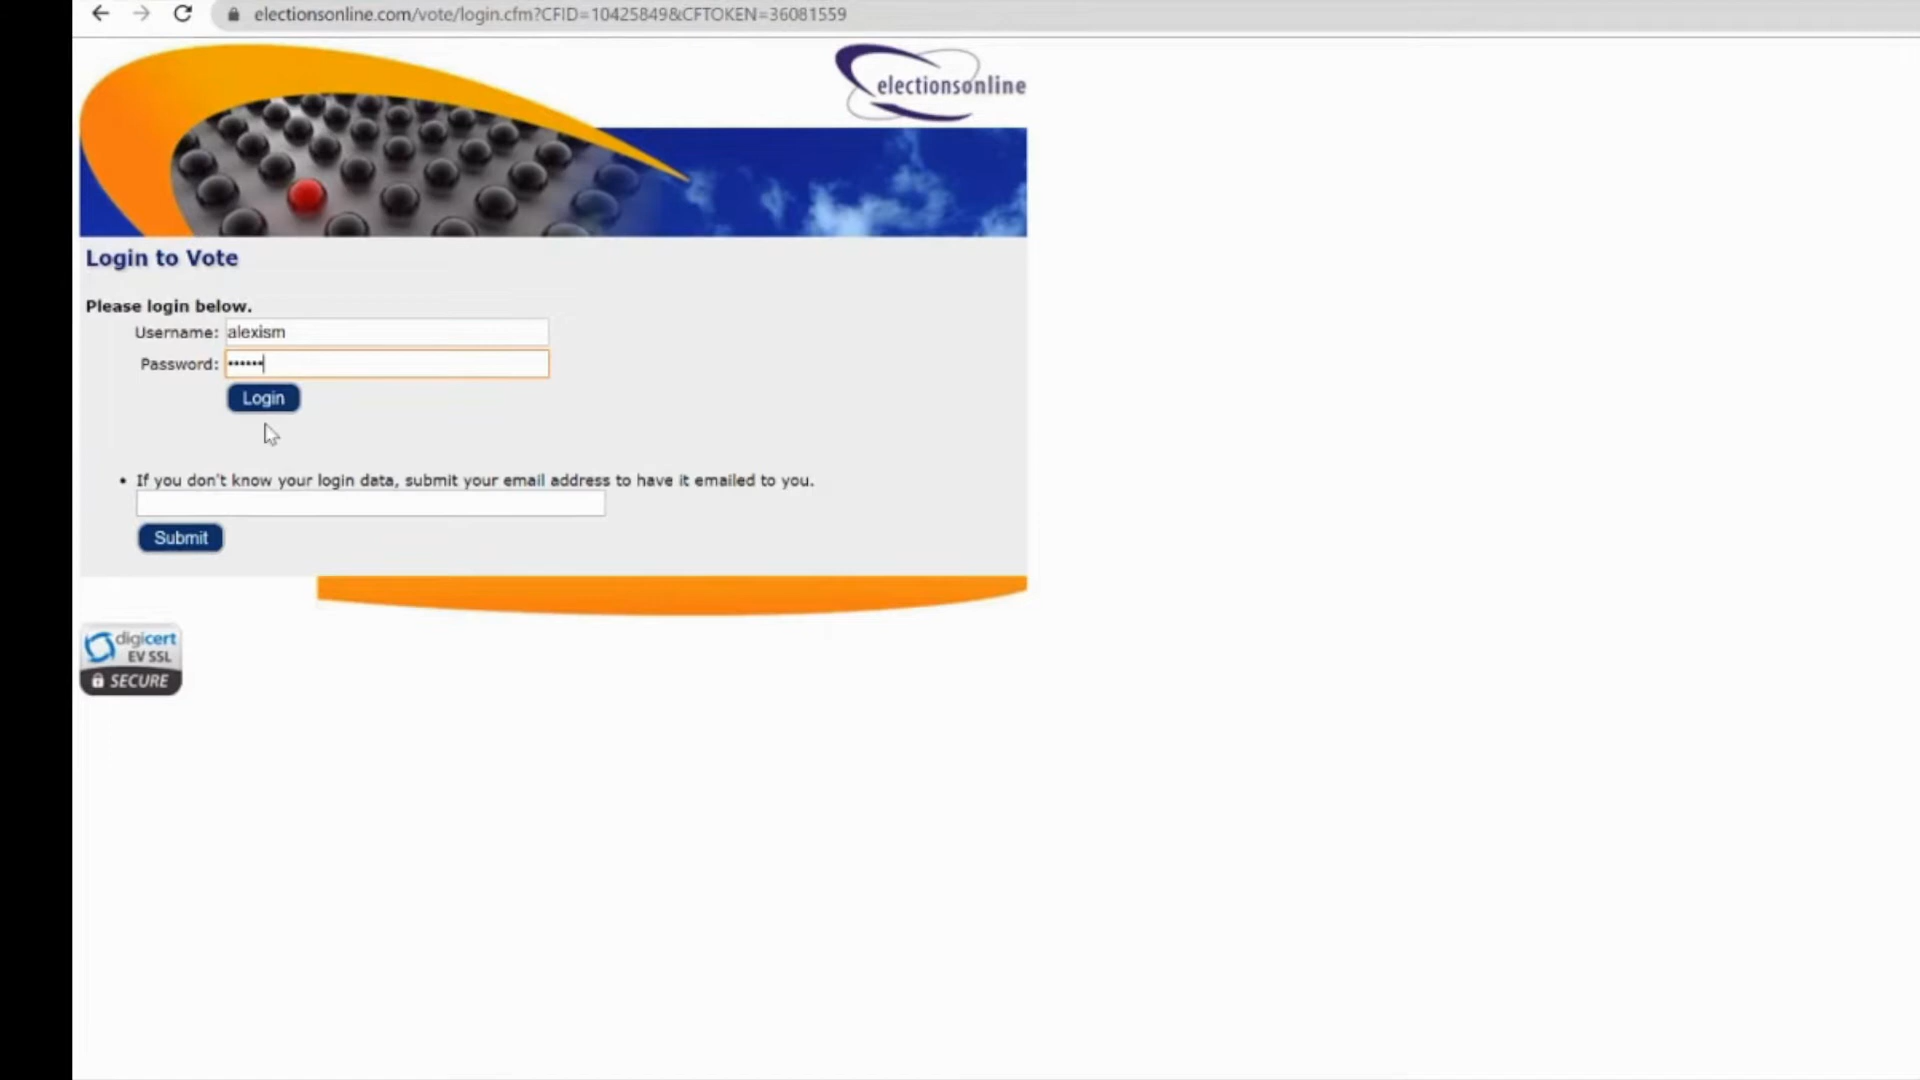 electionsonline.com/vote/login.cfm?CFID=10425849&CFTOKEN=36081559
electionsonline
Login to Vote
Please login below.
Username: alexism
Password: ••••••
Login
• If you don't know your login data, submit your email address to have it emailed to you.
Submit
digicert
EV SSL
SECURE